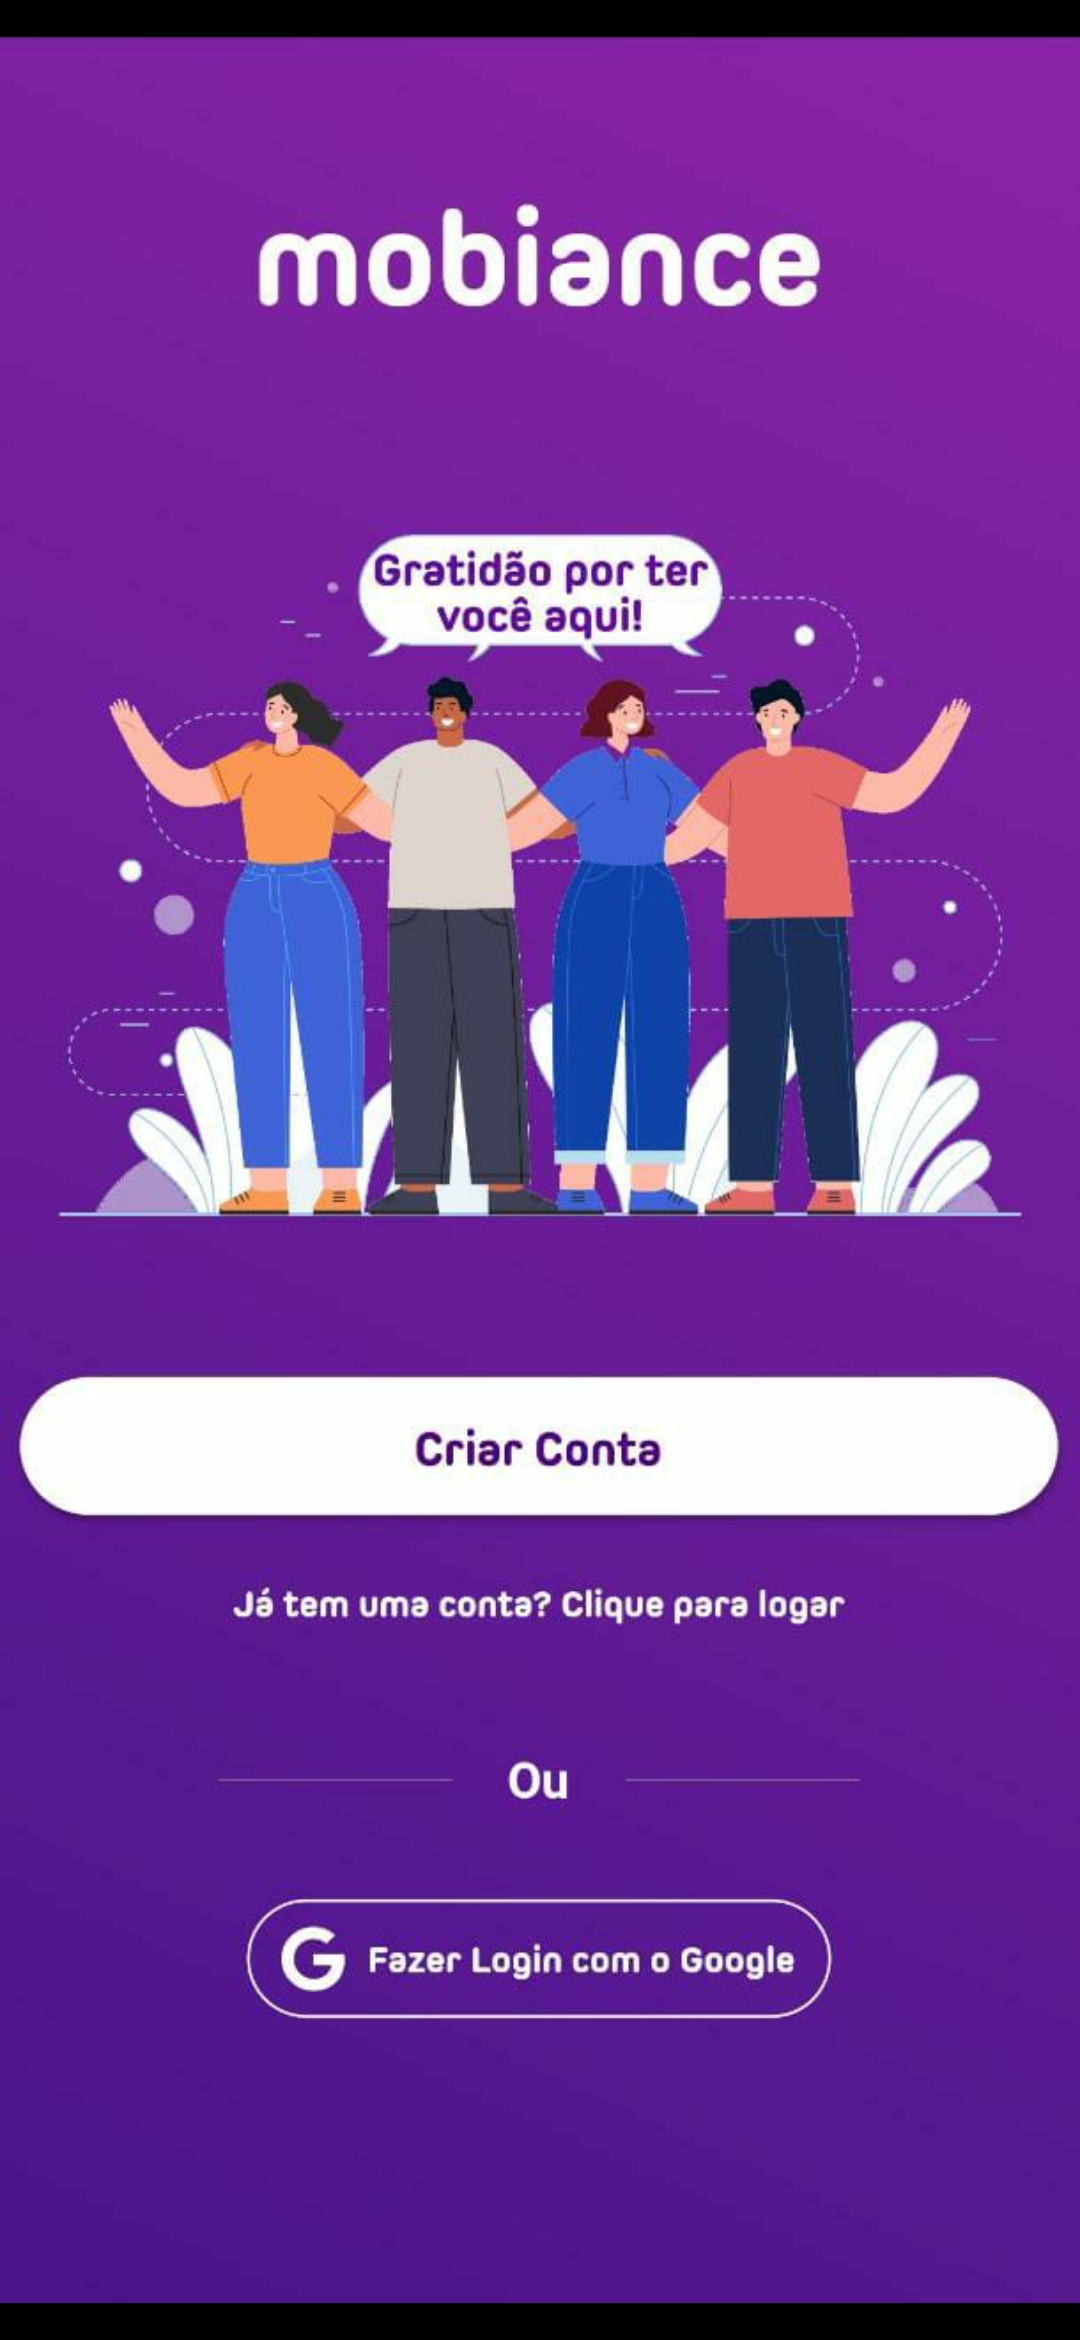 mobiance
Gratidão por ter
você aqui!
Criar Conta
Já tem uma conta? Clique para logar
Ou
G Fazer Login com o Google